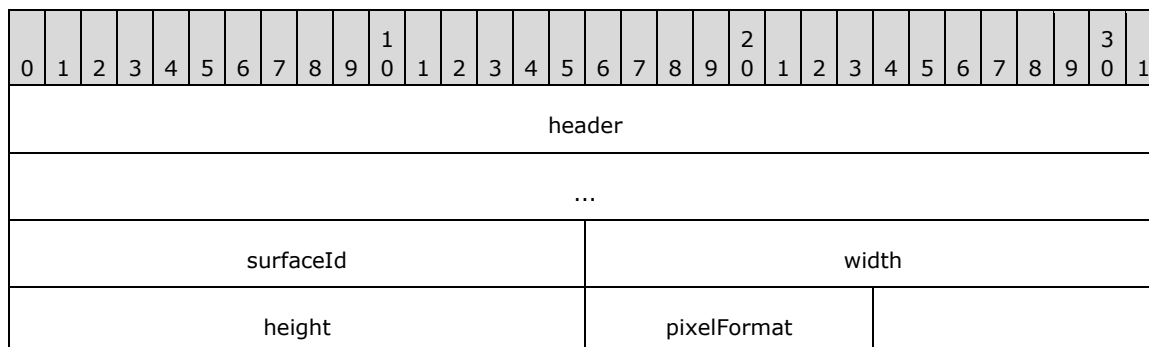 1 2 3
0 1 2 3 4 5 6 7 8 9 0 1 2 3 4 5 6 7 8 9 0 1 2 3 4 5 6 7 8 9 0 1
header
...
surfaceId width
height pixelFormat